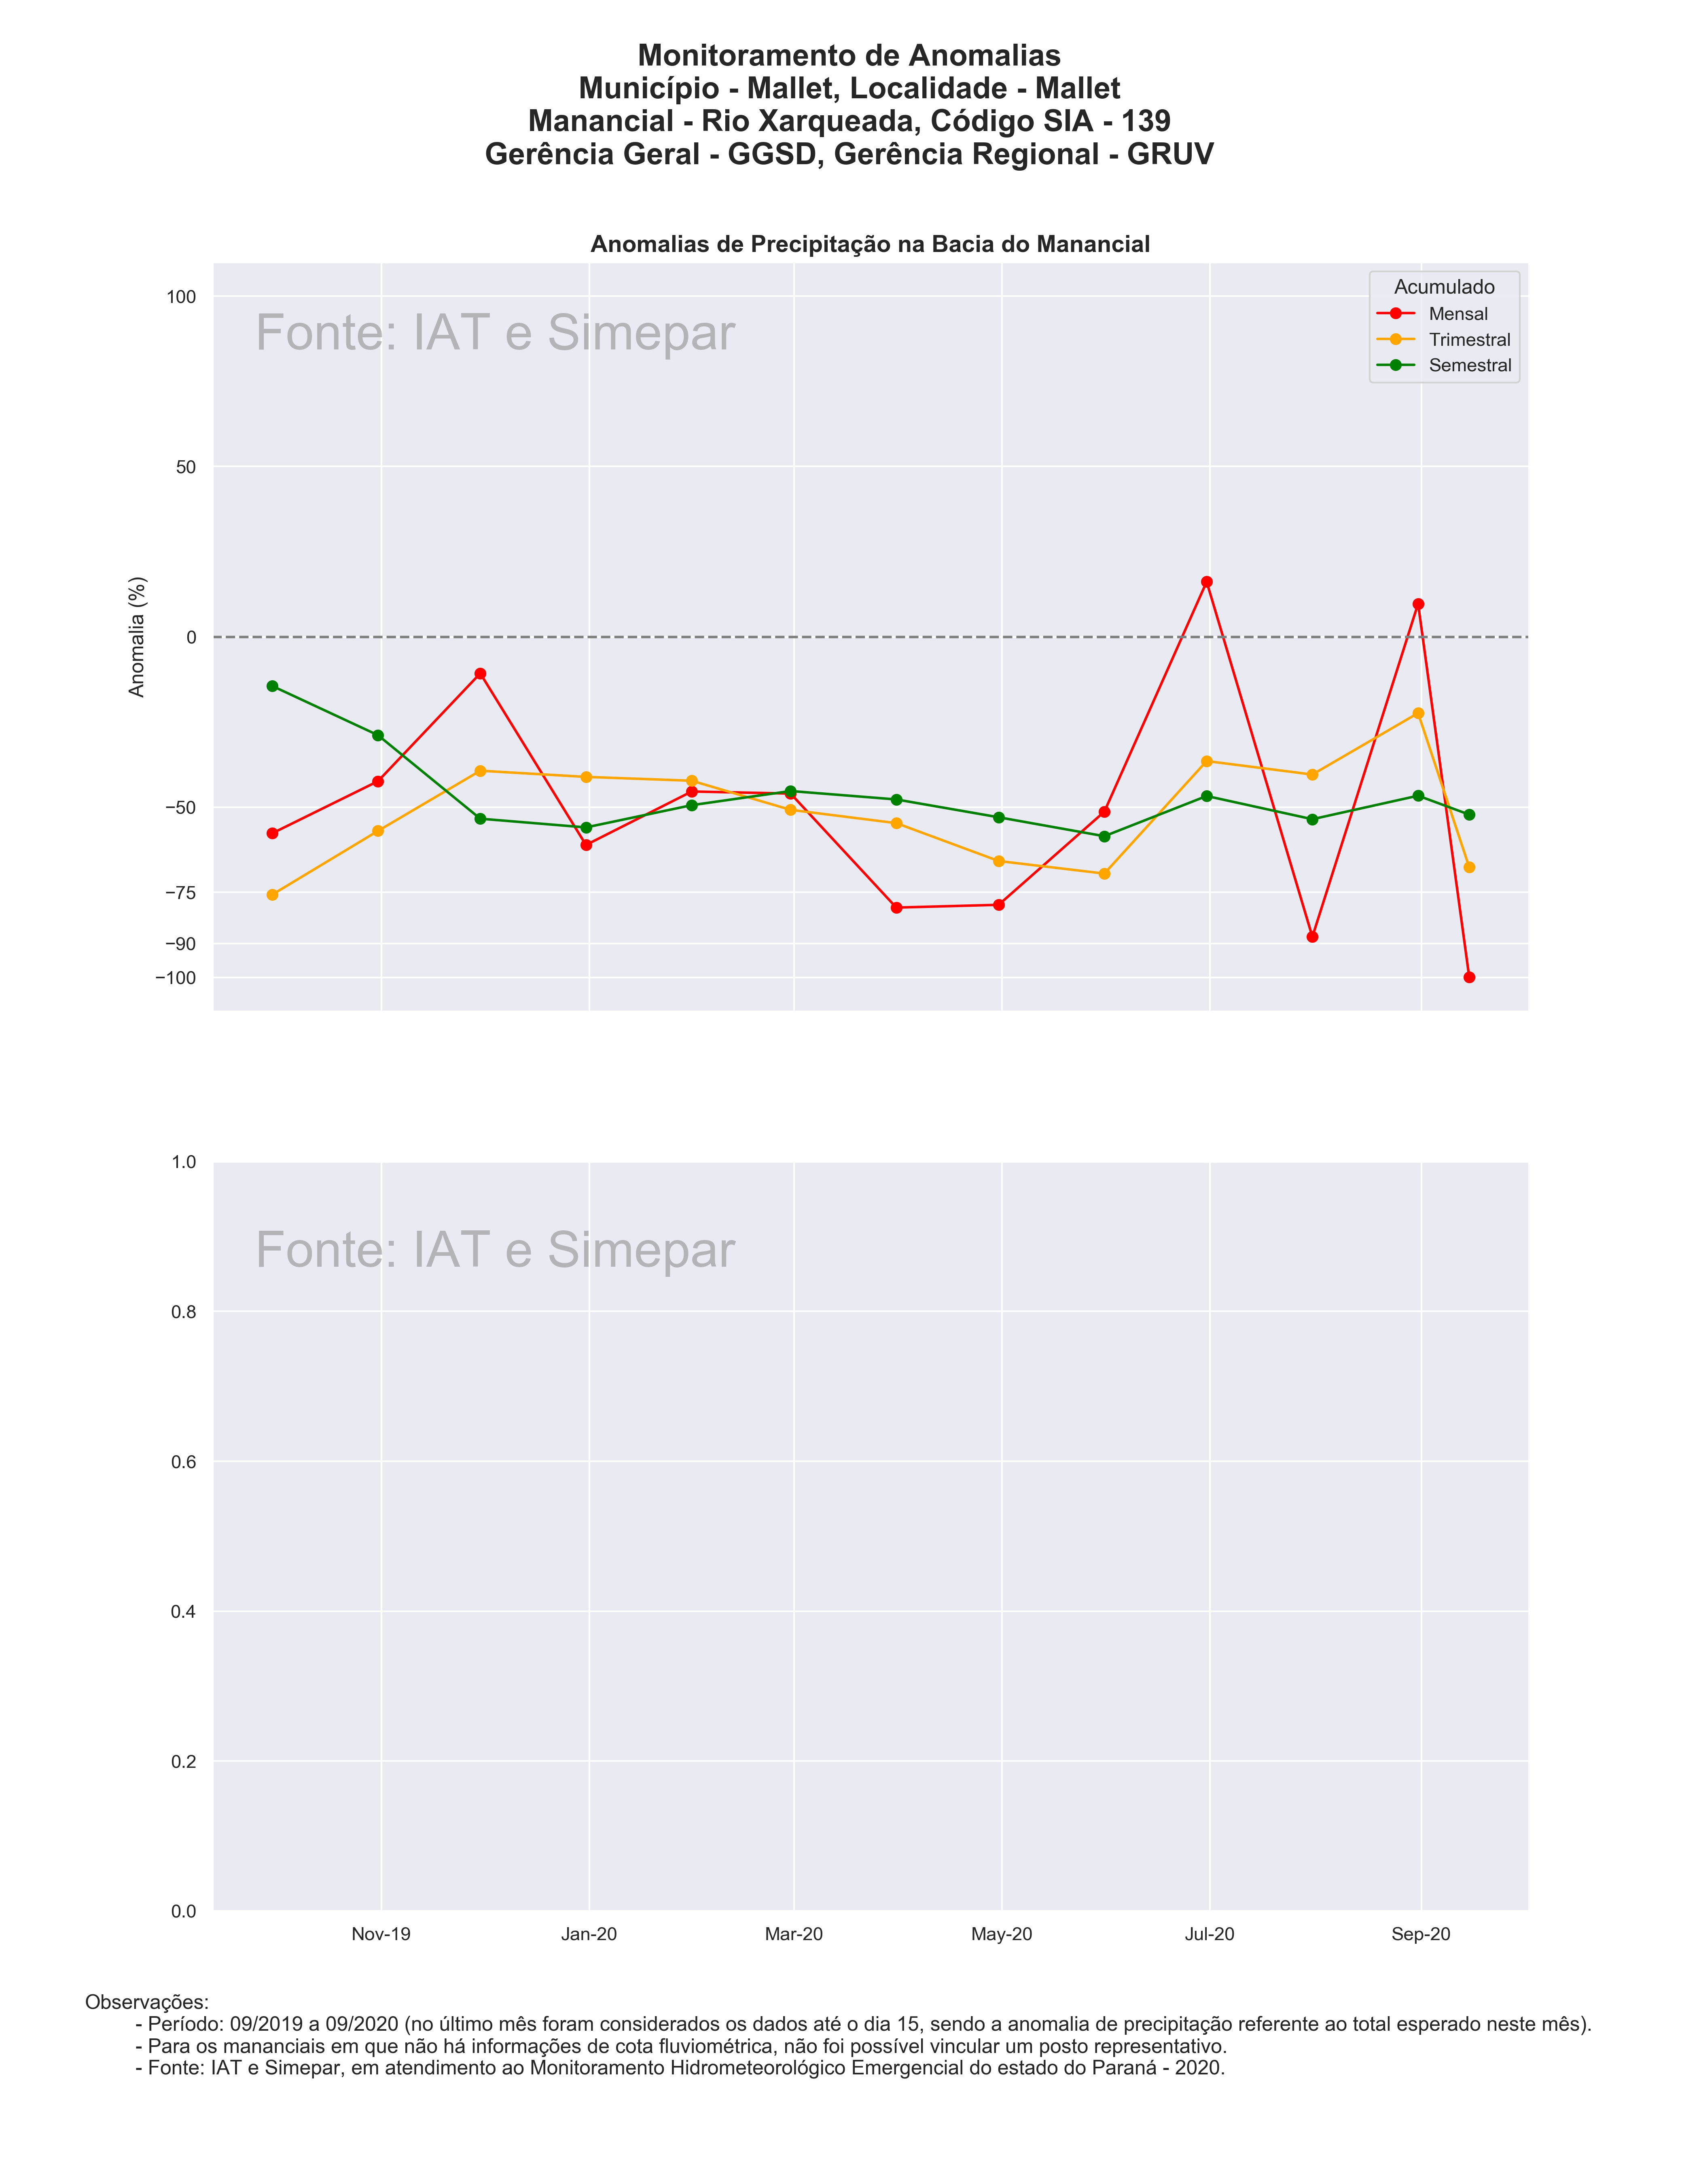 Monitoramento de Anomalias
Município - Mallet, Localidade - Mallet
Manancial - Rio Xarqueada, Código SIA - 139
Gerência Geral - GGSD, Gerência Regional - GRUV
Anomalias de Precipitação na Bacia do Manancial
Fonte: IAT e Simepar
Acumulado
Mensal
Trimestral
Semestral
Anomalia (%)
100
50
0
−50
−75
−90
−100
Fonte: IAT e Simepar
1.0
0.8
0.6
0.4
0.2
0.0
Nov-19 Jan-20 Mar-20 May-20 Jul-20 Sep-20
Observações:
- Período: 09/2019 a 09/2020 (no último mês foram considerados os dados até o dia 15, sendo a anomalia de precipitação referente ao total esperado neste mês).
- Para os mananciais em que não há informações de cota fluviométrica, não foi possível vincular um posto representativo.
- Fonte: IAT e Simepar, em atendimento ao Monitoramento Hidrometeorológico Emergencial do estado do Paraná - 2020.